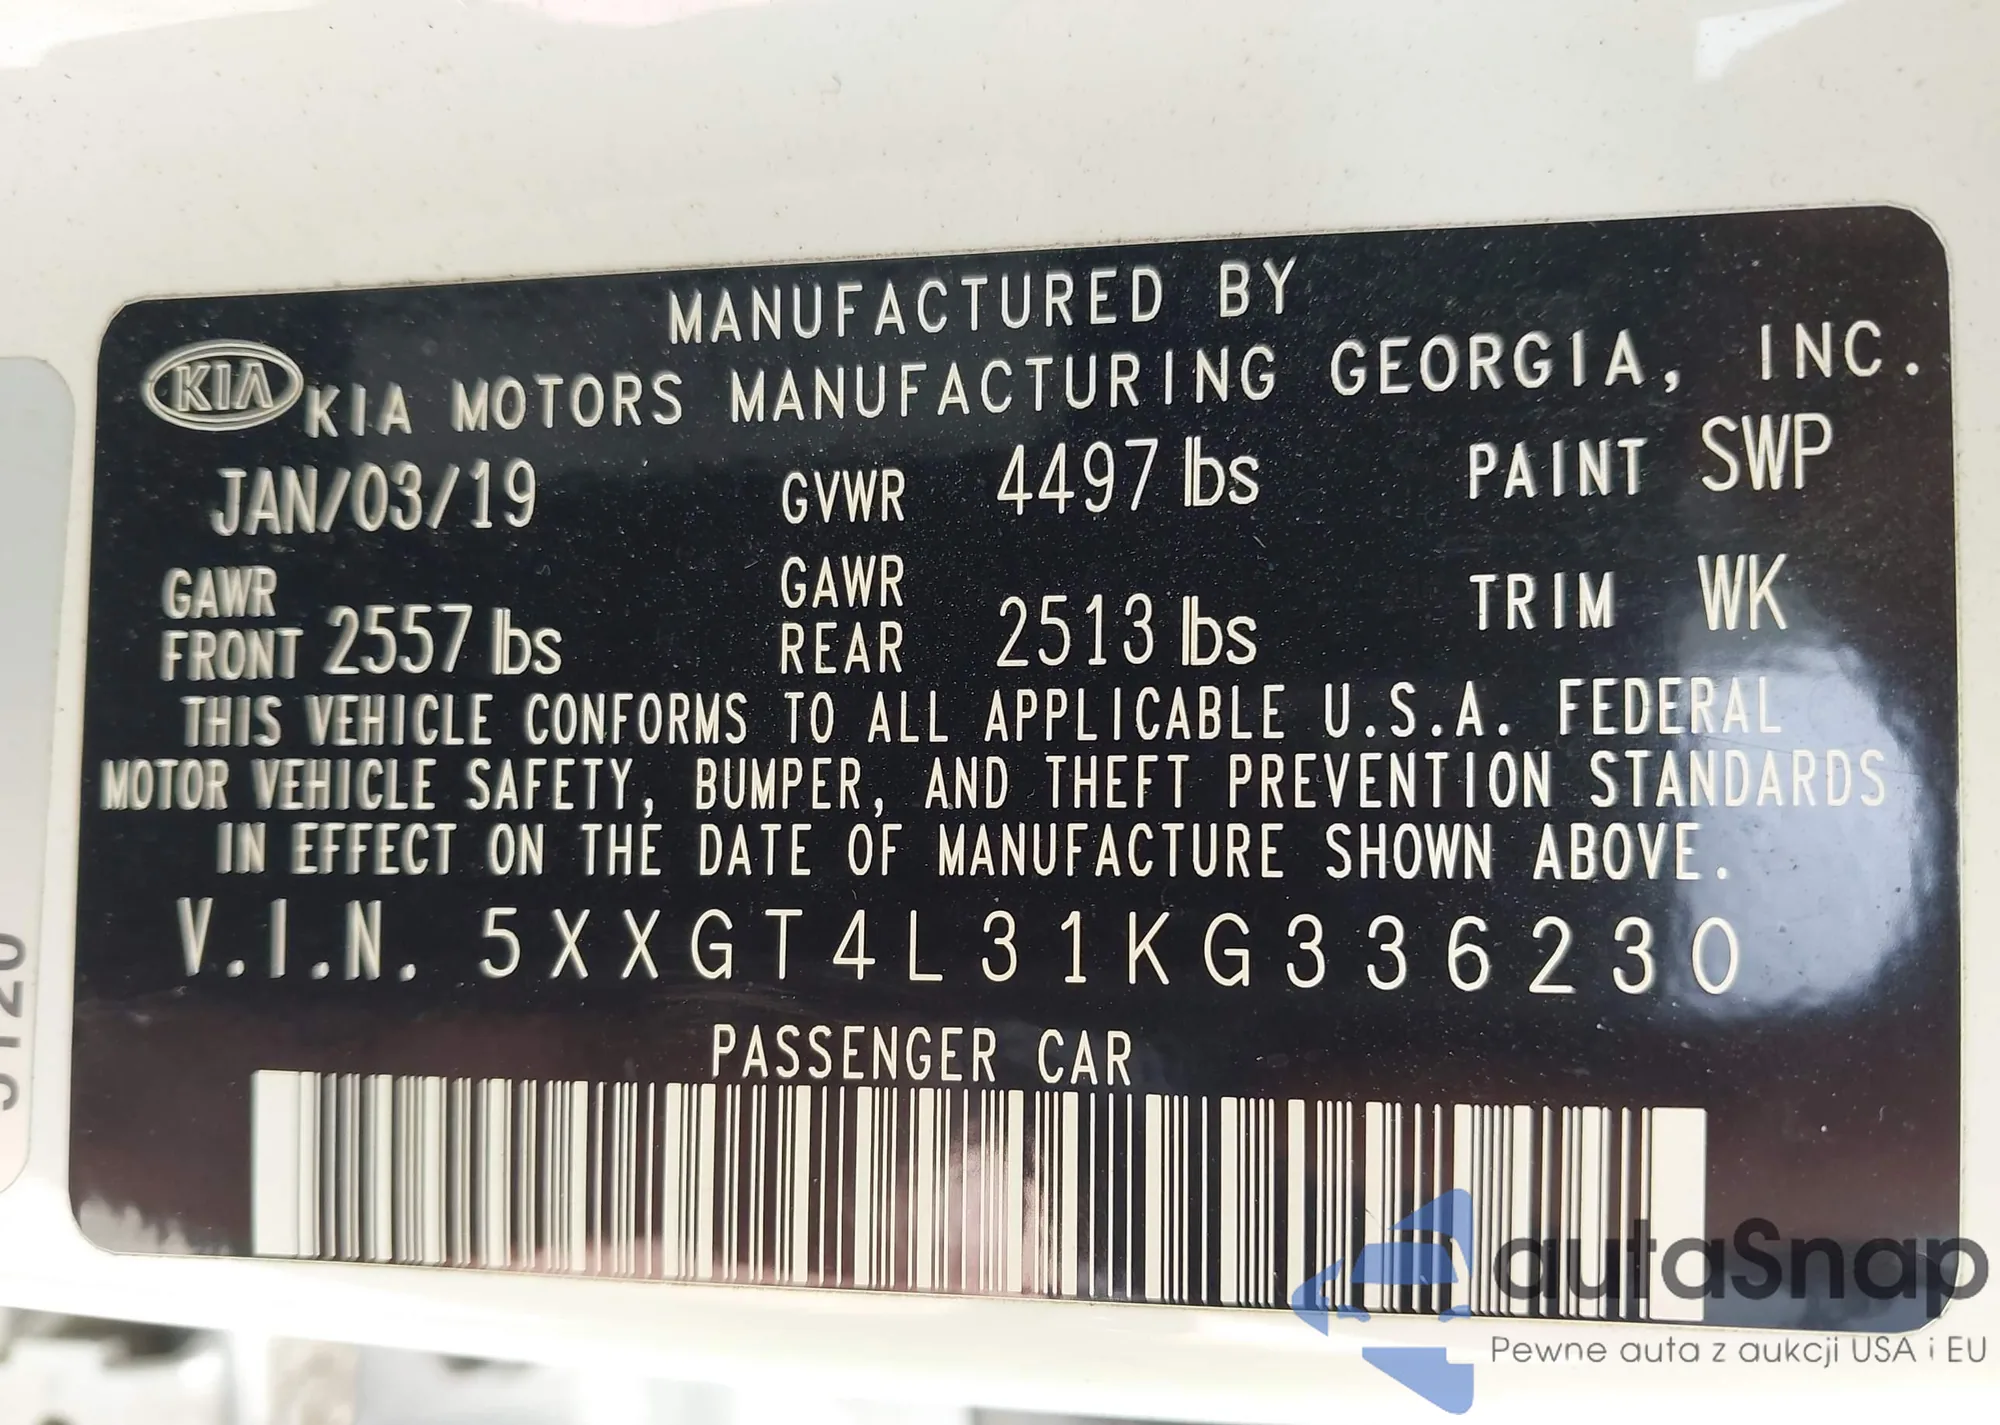 MANUFACTURED BY
KIA KIA MOTORS MANUFACTURING GEORGIA, INC.
JAN/03/19 GVWR 4497 lbs PAINT SWP
GAWR FRONT 2557 lbs GAWR REAR 2513 lbs TRIM WK
THIS VEHICLE CONFORMS TO ALL APPLICABLE U.S.A. FEDERAL
MOTOR VEHICLE SAFETY, BUMPER, AND THEFT PREVENTION STANDARDS
IN EFFECT ON THE DATE OF MANUFACTURE SHOWN ABOVE.
V.I.N. 5XXGT4L31KG336230
PASSENGER CAR
autaSnap
Pewne auta z aukcji USA i EU